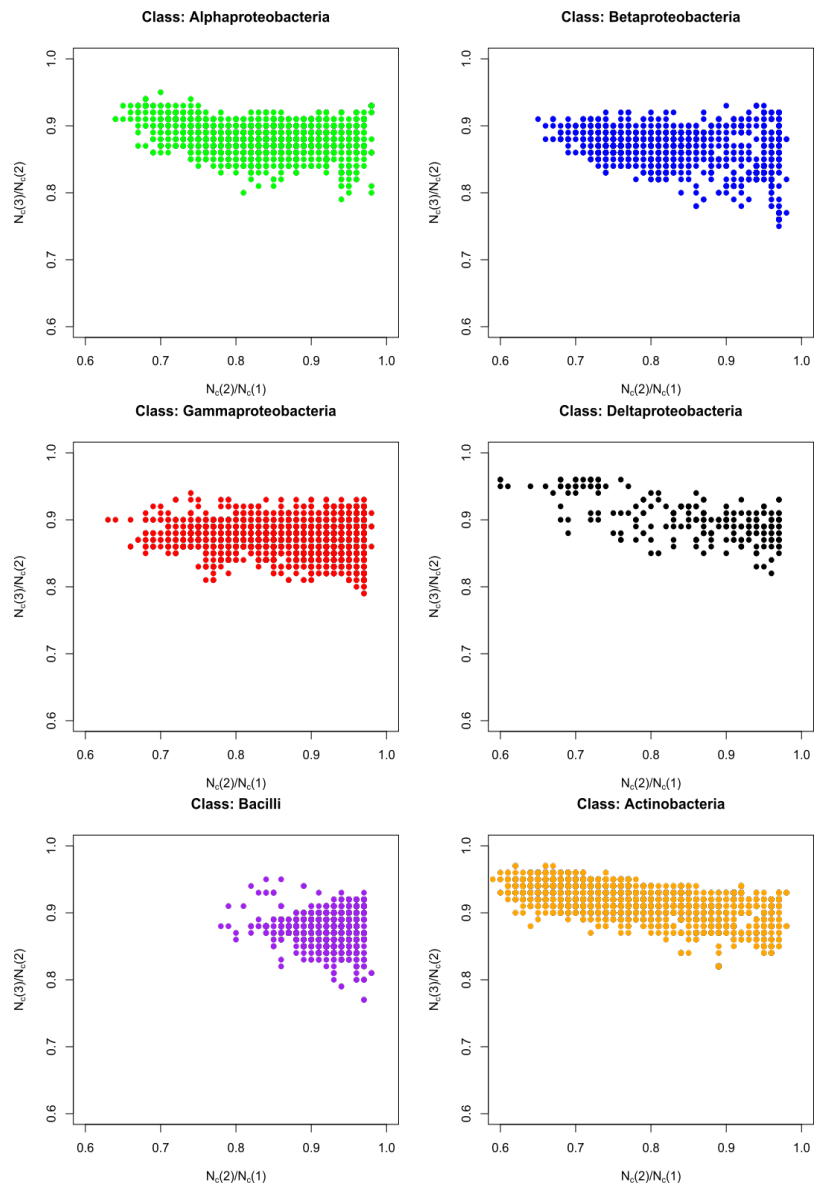 Class: Alphaproteobacteria
1.0
0.9
0.8
0.7
0.6
N_c(3)/N_c(2)
0.6 0.7 0.8 0.9 1.0
N_c(2)/N_c(1)
Class: Betaproteobacteria
1.0
0.9
0.8
0.7
0.6
N_c(3)/N_c(2)
0.6 0.7 0.8 0.9 1.0
N_c(2)/N_c(1)
Class: Gammaproteobacteria
1.0
0.9
0.8
0.7
0.6
N_c(3)/N_c(2)
0.6 0.7 0.8 0.9 1.0
N_c(2)/N_c(1)
Class: Deltaproteobacteria
1.0
0.9
0.8
0.7
0.6
N_c(3)/N_c(2)
0.6 0.7 0.8 0.9 1.0
N_c(2)/N_c(1)
Class: Bacilli
1.0
0.9
0.8
0.7
0.6
N_c(3)/N_c(2)
0.6 0.7 0.8 0.9 1.0
N_c(2)/N_c(1)
Class: Actinobacteria
1.0
0.9
0.8
0.7
0.6
N_c(3)/N_c(2)
0.6 0.7 0.8 0.9 1.0
N_c(2)/N_c(1)